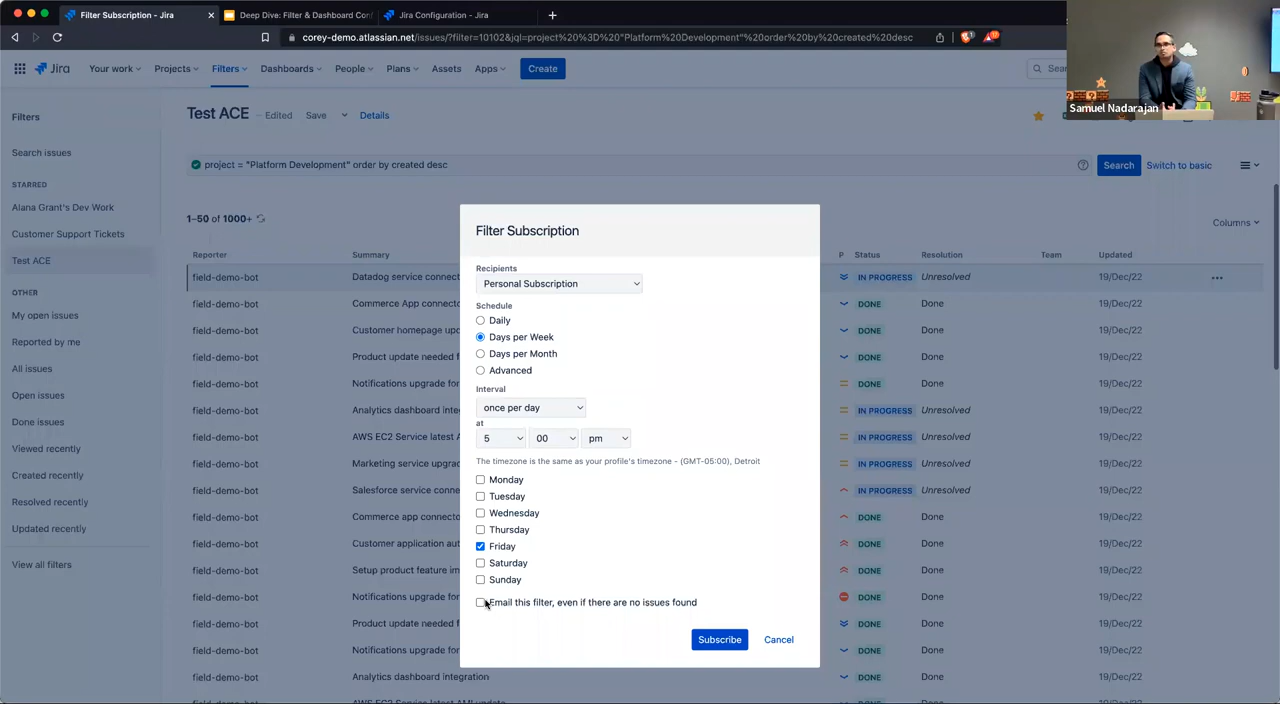 Filter Subscription - Jira
Deep Dive: Filter & Dashboard Con
Jira Configuration - Jira
corey-demo.atlassian.net/issues/?filter=10102&jql=project%20%3D%20"Platform%20Development"%20order%20by%20created%20desc
Jira Your work Projects Filters Dashboards People Plans Assets Apps Create Sear
Samuel Nadarajan
Filters
Search issues
STARRED
Alana Grant's Dev Work
Customer Support Tickets
Test ACE
OTHER
My open issues
Reported by me
All issues
Open issues
Done issues
Viewed recently
Created recently
Resolved recently
Updated recently
View all filters
Test ACE - Edited Save Details
project = "Platform Development" order by created desc
Search Switch to basic
1-50 of 1000+
Columns
Reporter Summary P Status Resolution Team Updated
field-demo-bot Datadog service connect IN PROGRESS Unresolved 19/Dec/22
field-demo-bot Commerce App connecto DONE Done 19/Dec/22
field-demo-bot Customer homepage up DONE Done 19/Dec/22
field-demo-bot Product update needed f DONE Done 19/Dec/22
field-demo-bot Notifications upgrade for DONE Done 19/Dec/22
field-demo-bot Analytics dashboard inte IN PROGRESS Unresolved 19/Dec/22
field-demo-bot AWS EC2 Service latest A IN PROGRESS Unresolved 19/Dec/22
field-demo-bot Marketing service upgrad IN PROGRESS Unresolved 19/Dec/22
field-demo-bot Salesforce service conne IN PROGRESS Unresolved 19/Dec/22
field-demo-bot Commerce app connecto DONE Done 19/Dec/22
field-demo-bot Customer application aut DONE Done 19/Dec/22
field-demo-bot Setup product feature im DONE Done 19/Dec/22
field-demo-bot Notifications upgrade for DONE Done 19/Dec/22
field-demo-bot Product update needed f DONE Done 19/Dec/22
field-demo-bot Notifications upgrade for DONE Done 19/Dec/22
field-demo-bot Analytics dashboard integration DONE Done 19/Dec/22
Filter Subscription
Recipients
Personal Subscription
Schedule
Daily
Days per Week
Days per Month
Advanced
Interval
once per day
at
5 00 pm
The timezone is the same as your profile's timezone - (GMT-05:00), Detroit
Monday
Tuesday
Wednesday
Thursday
Friday
Saturday
Sunday
Email this filter, even if there are no issues found
Subscribe Cancel